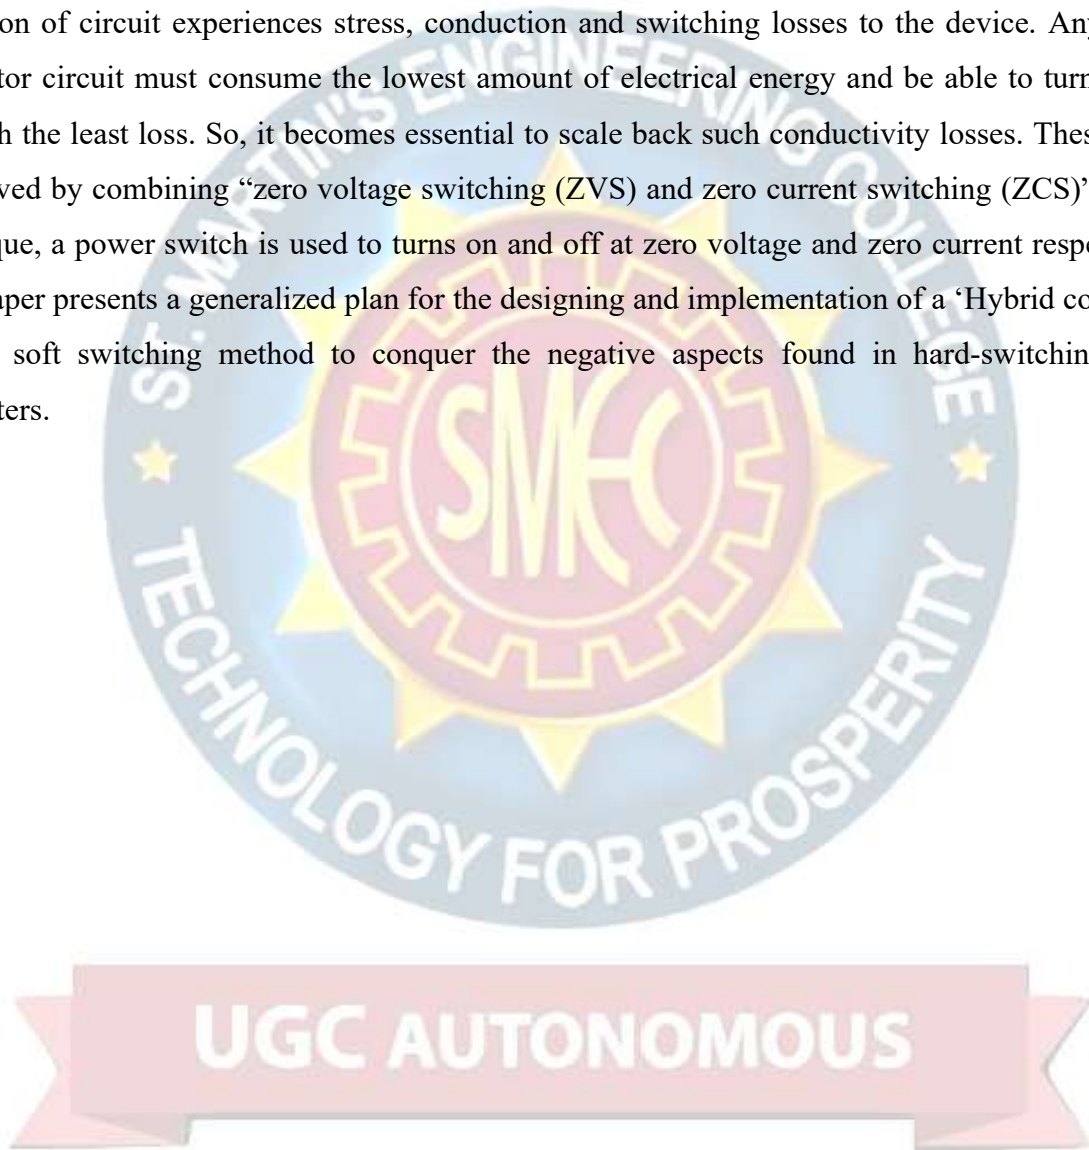 on of circuit experiences stress, conduction and switching losses to the device. Any
tor circuit must consume the lowest amount of electrical energy and be able to turn
h the least loss. So, it becomes essential to scale back such conductivity losses. Thes
ved by combining “zero voltage switching (ZVS) and zero current switching (ZCS)”
que, a power switch is used to turns on and off at zero voltage and zero current respe
aper presents a generalized plan for the designing and implementation of a ‘Hybrid co
soft switching method to conquer the negative aspects found in hard-switchin
ters.
ST. MARTIN'S ENGINEERING COLLEGE
SMEC
TECHNOLOGY FOR PROSPERITY
UGC AUTONOMOUS